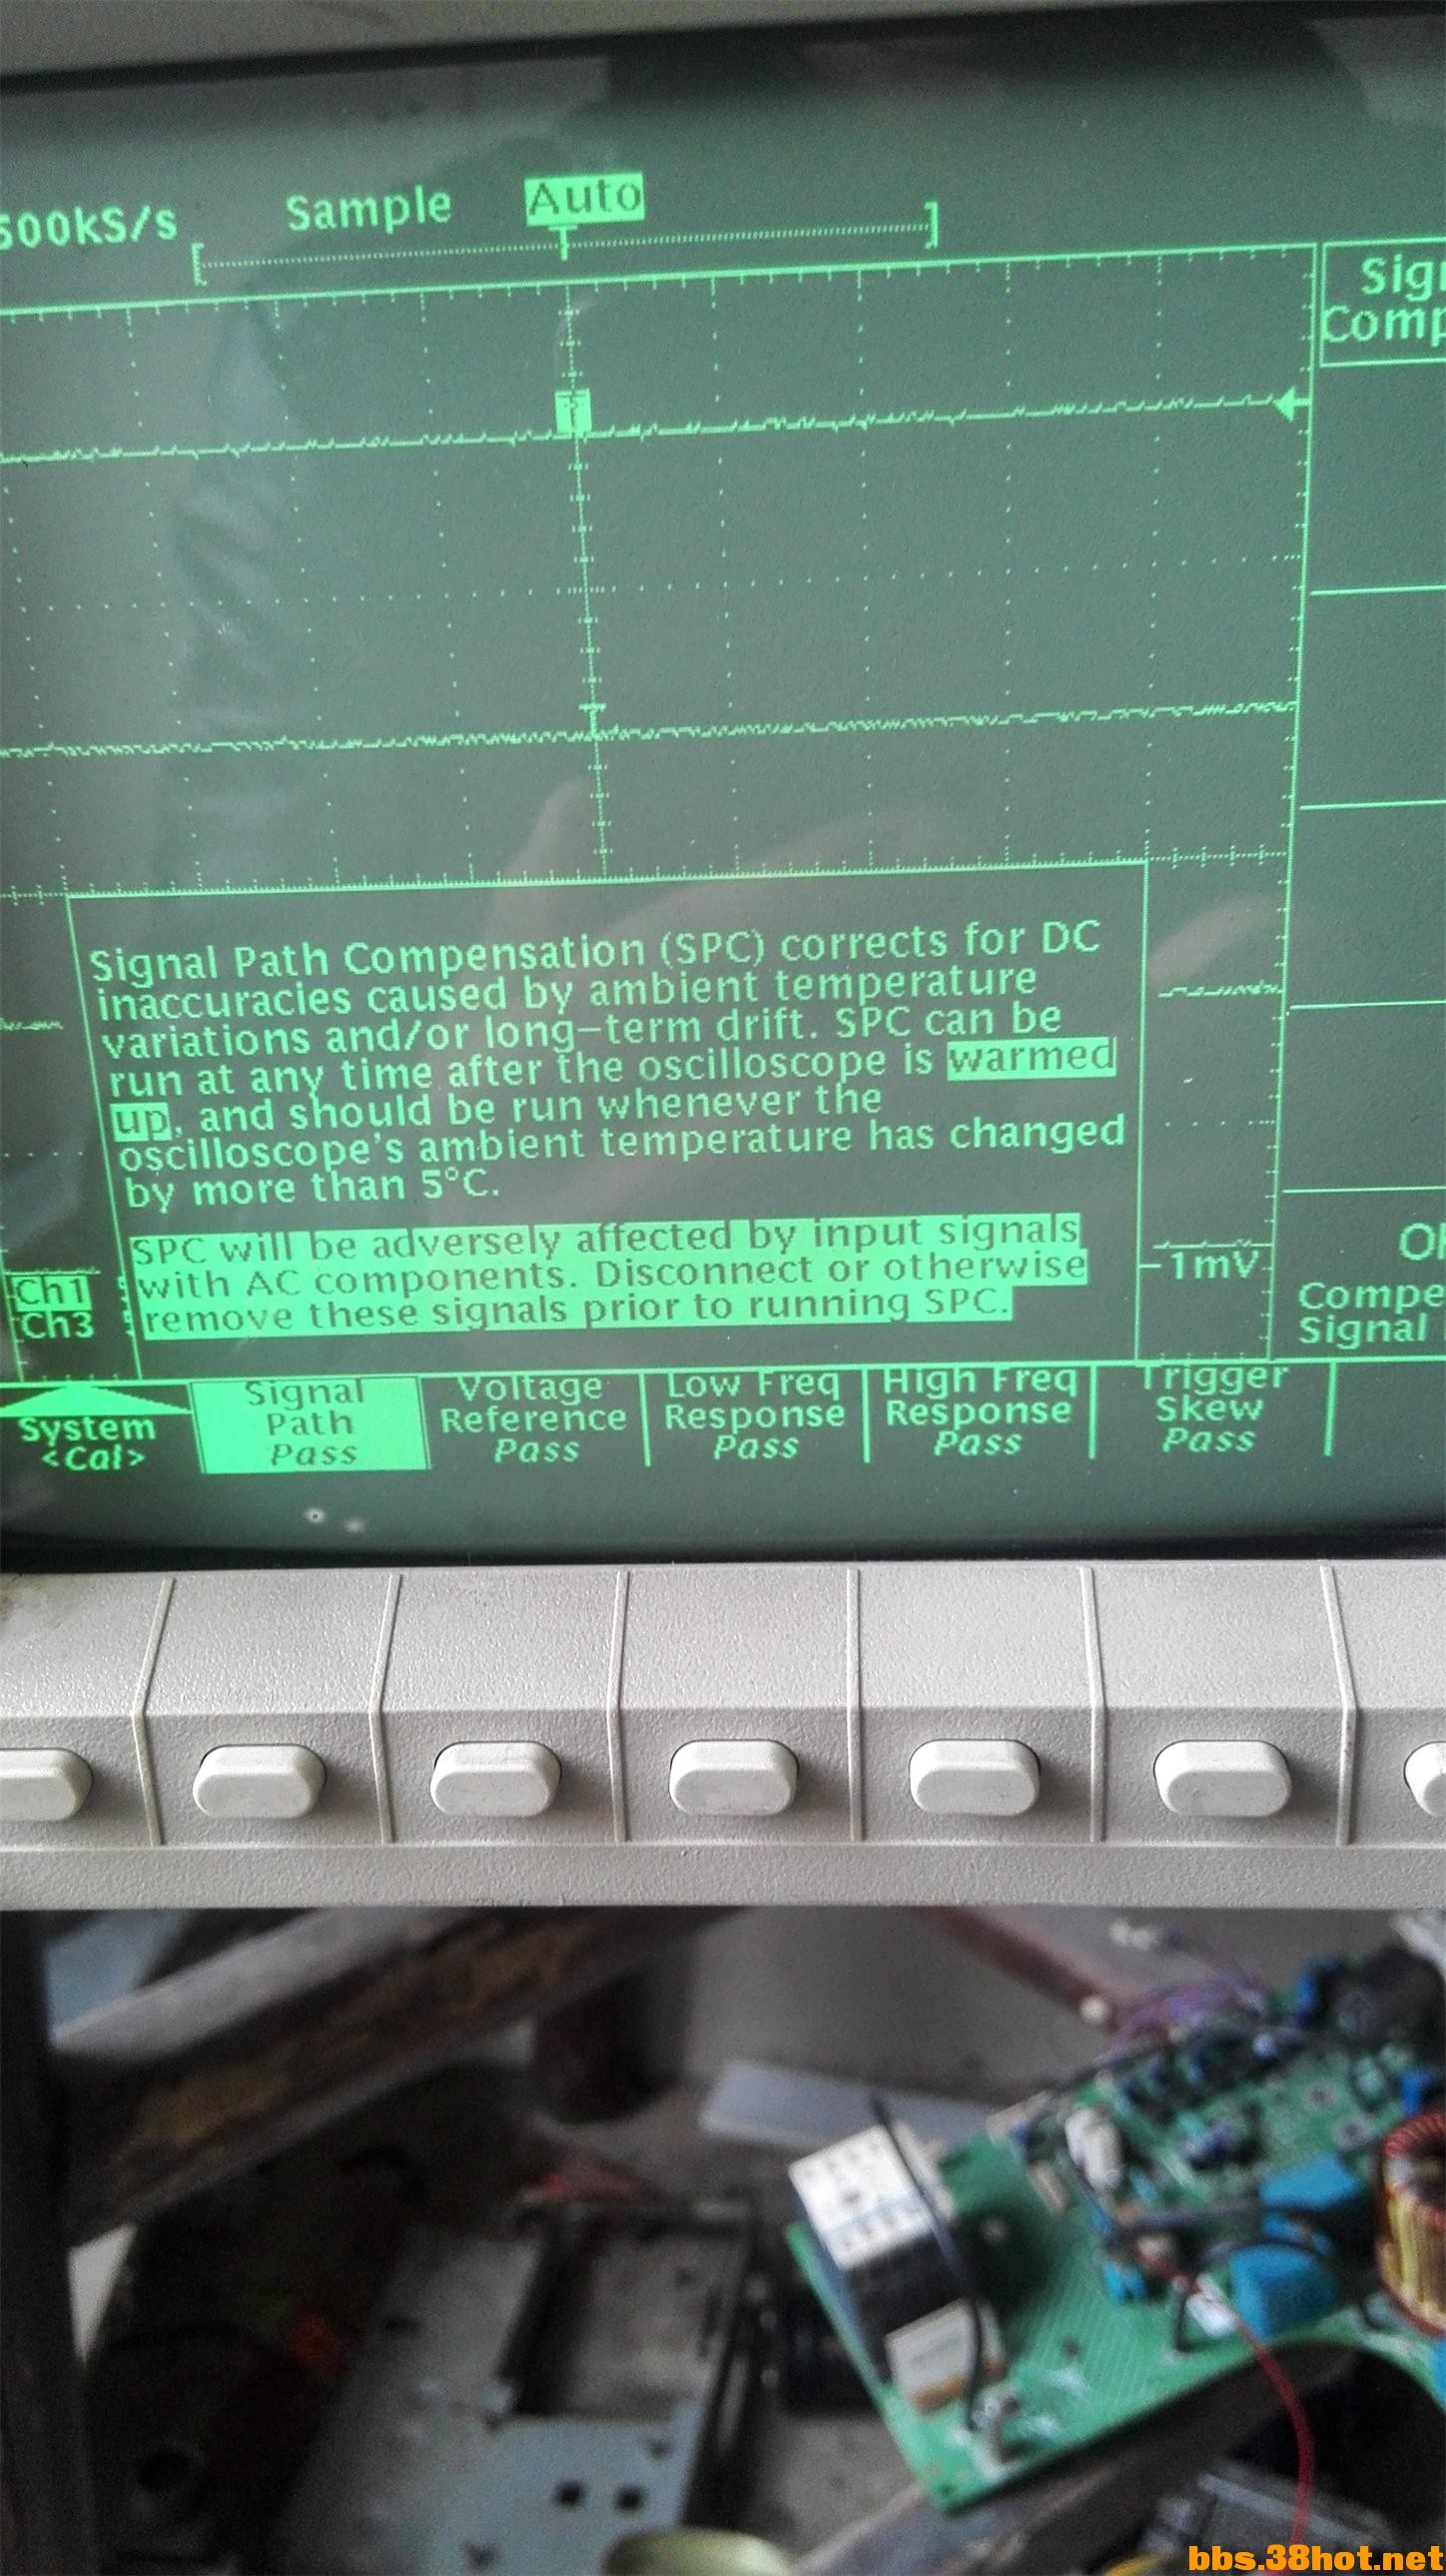 500kS/s
Sample
Auto
T
Signal Path Compensation (SPC) corrects for DC
inaccuracies caused by ambient temperature
variations and/or long-term drift. SPC can be
run at any time after the oscilloscope is warmed
up, and should be run whenever the
oscilloscope's ambient temperature has changed
by more than 5°C.
SPC will be adversely affected by input signals
with AC components. Disconnect or otherwise
remove these signals prior to running SPC.
Ch1
Ch3
-1mV
Signal
System
<Cal>
Signal
Path
Pass
Voltage
Reference
Pass
Low Freq
Response
Pass
High Freq
Response
Pass
Trigger
Skew
Pass
bbs.38hot.net